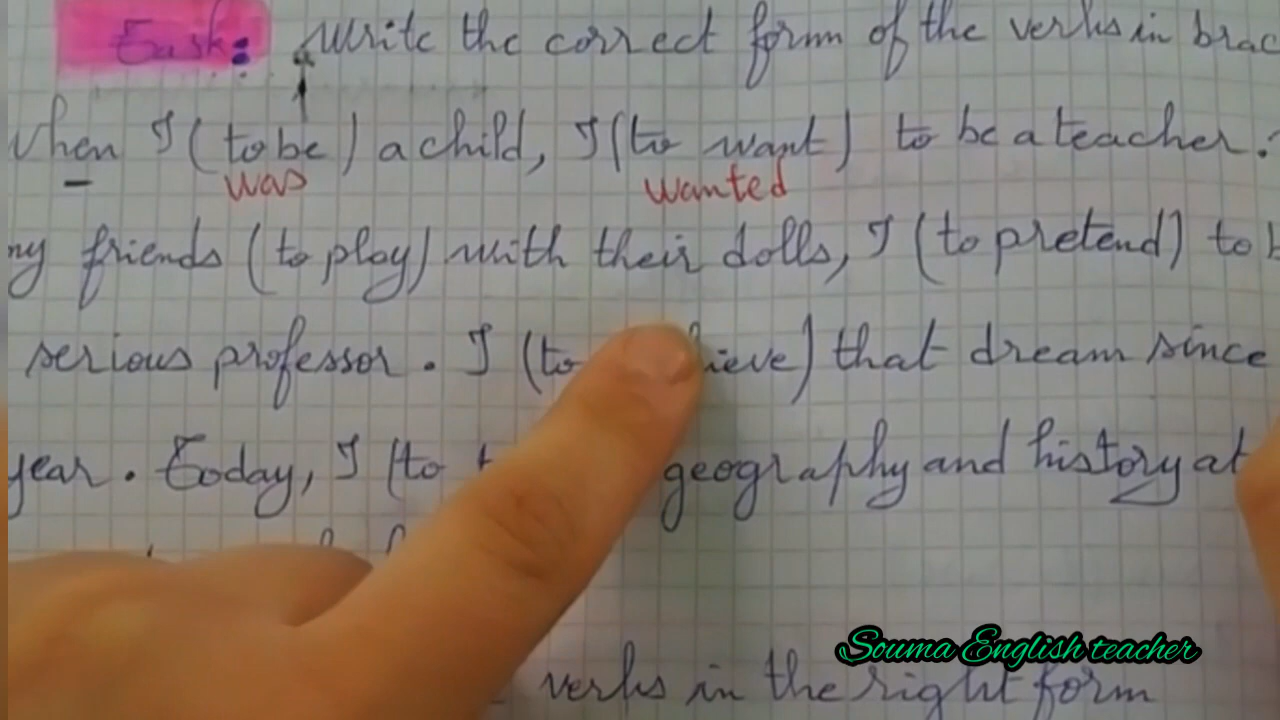 Task: Write the correct form of the verbs in brac
when I (to be) a child, I (to want) to be a teacher.
was wanted
my friends (to play) with their dolls, I (to pretend) to b
serious professor. I (to ieve) that dream since
year. Today, I (to t geography and history at
verbs in the right form
Souma English teacher